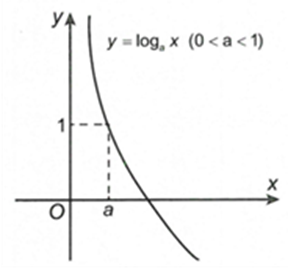 y
y = logₐ x (0 < a < 1)
1
x
O
a